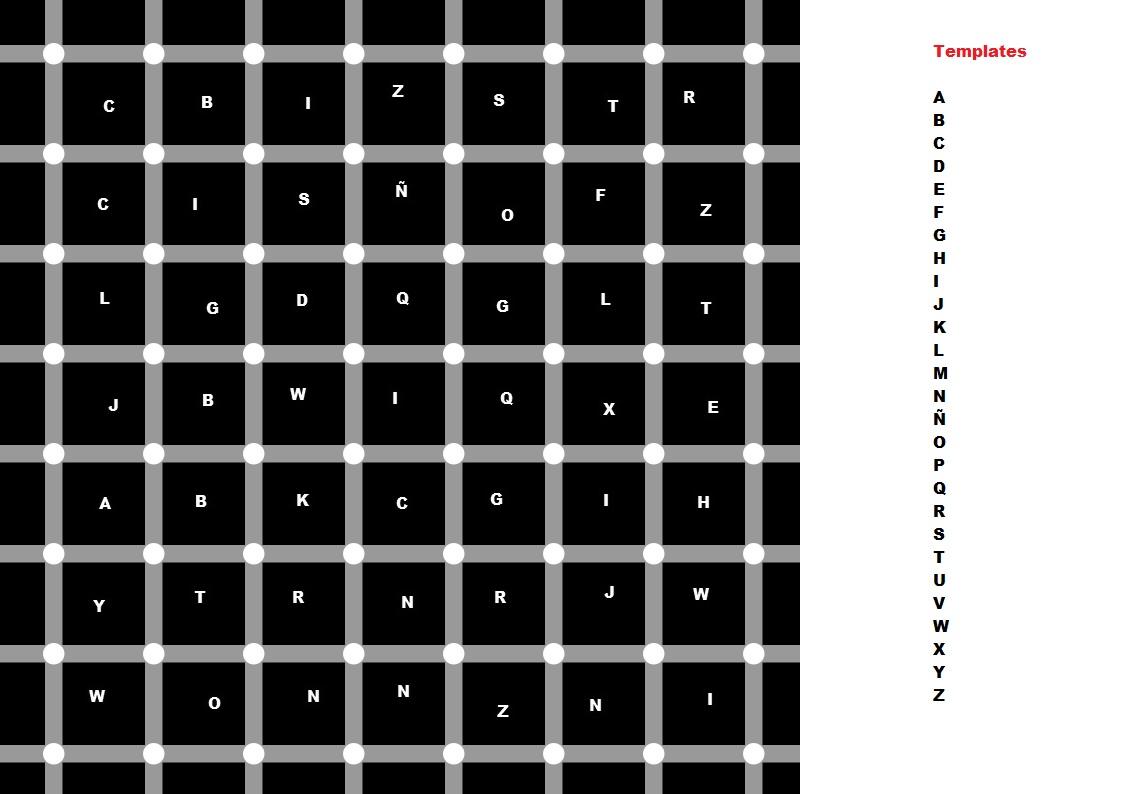 C B I Z S T R
C I S Ñ O F Z
L G D Q G L T
J B W I Q X E
A B K C G I H
Y T R N R J W
W O N N Z N I
Templates
A
B
C
D
E
F
G
H
I
J
K
L
M
N
Ñ
O
P
Q
R
S
T
U
V
W
X
Y
Z